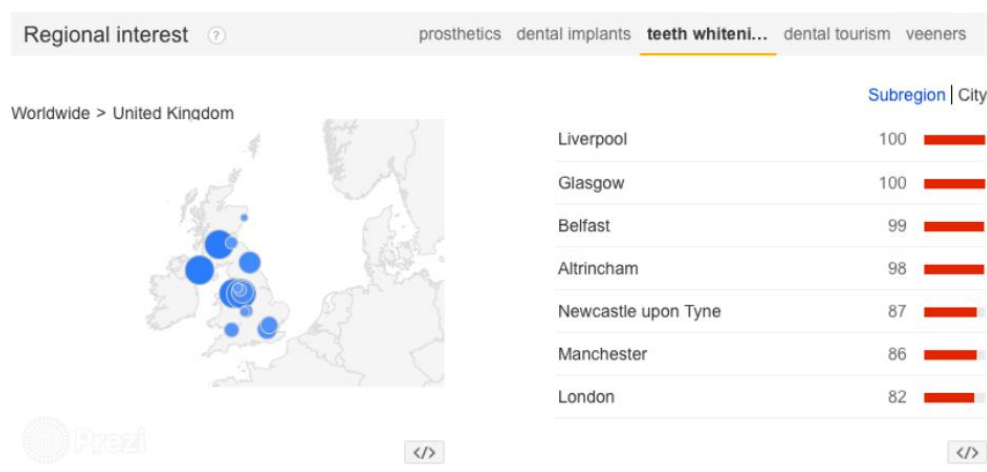 Regional interest ?
prosthetics dental implants teeth whiteni... dental tourism veeners
Subregion | City
Worldwide > United Kingdom
Liverpool 100
Glasgow 100
Belfast 99
Altrincham 98
Newcastle upon Tyne 87
Manchester 86
London 82
Prezi
</> </>